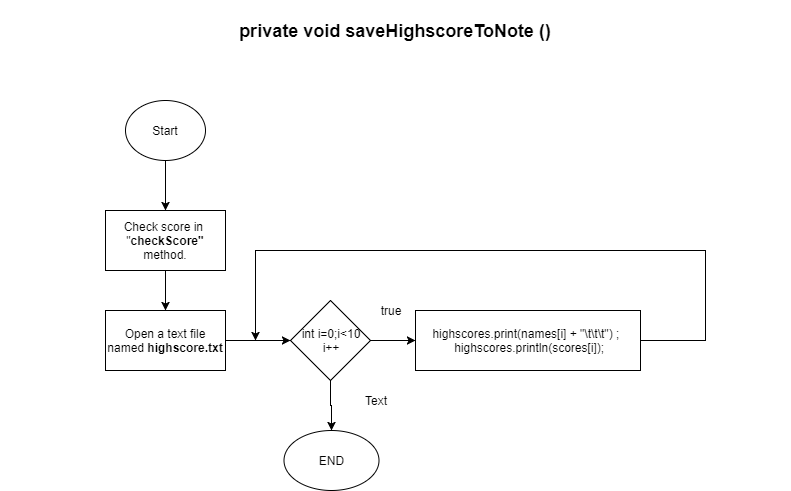 private void saveHighscoreToNote ()
Start
Check score in
"checkScore"
method.
Open a text file
named highscore.txt
int i=0;i<10
i++
true
highscores.print(names[i] + "\t\t\t") ;
highscores.println(scores[i]);
Text
END